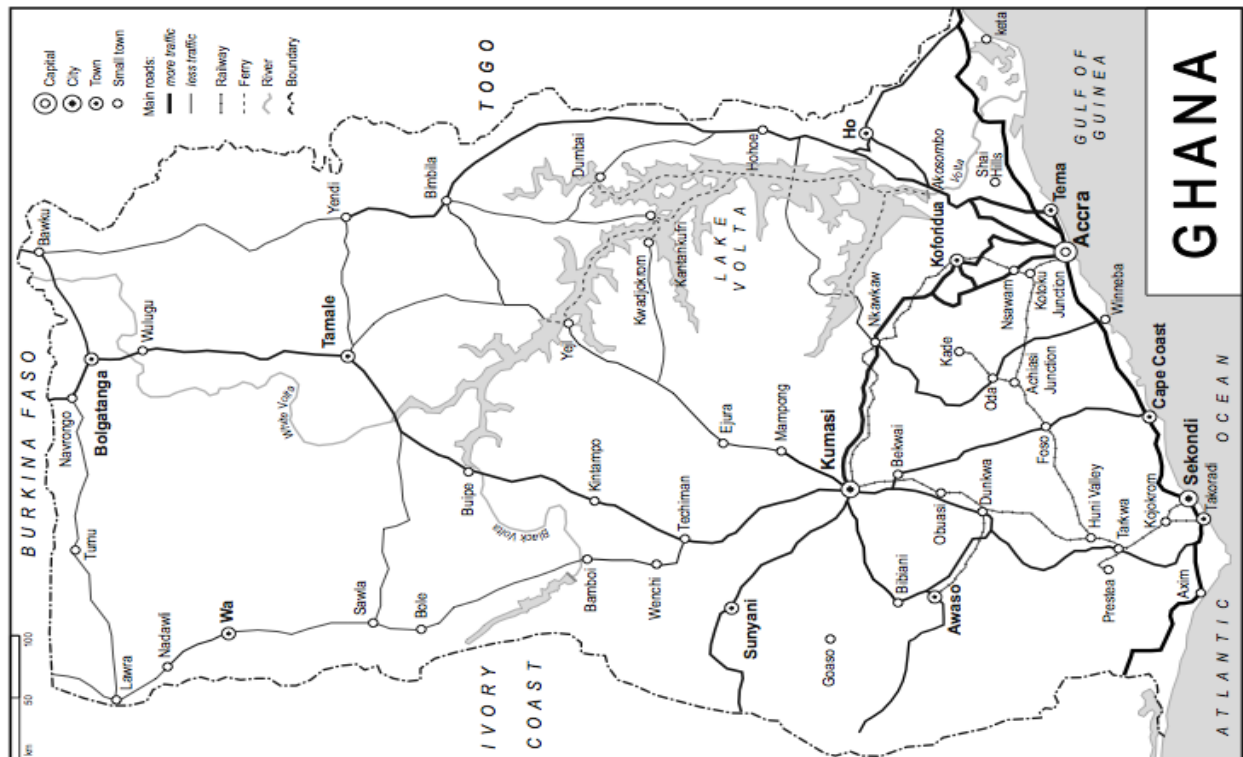 GHANA
Capital
City
Town
Small town
Main roads:
more traffic
less traffic
Railway
Ferry
River
Boundary
km
50
100
BURKINA FASO
TOGO
IVORY
COAST
GULF OF
GUINEA
ATLANTIC
OCEAN
LAKE
VOLTA
White Volta
Black Volta
Volta
Bawku
Navrongo
Bolgatanga
Wulugu
Tumu
Lawra
Nadawli
Wa
Tamale
Yendi
Bimbila
Sawla
Bole
Buipe
Bamboi
Kintampo
Wenchi
Techiman
Yeji
Dumbai
Kwadjokrom
Kantankufri
Hohoe
Ejura
Mampong
Sunyani
Goaso
Kumasi
Bekwai
Bibiani
Awaso
Obuasi
Dunkwa
Nkawkaw
Koforidua
Ho
Akosombo
Shai
Hills
keta
Kade
Oda
Achiasi
Junction
Nsawam
Kotoku
Junction
Tema
Accra
Winneba
Foso
Huni Valley
Tarkwa
Prestea
Kojokrom
Cape Coast
Sekondi
Takoradi
Axim